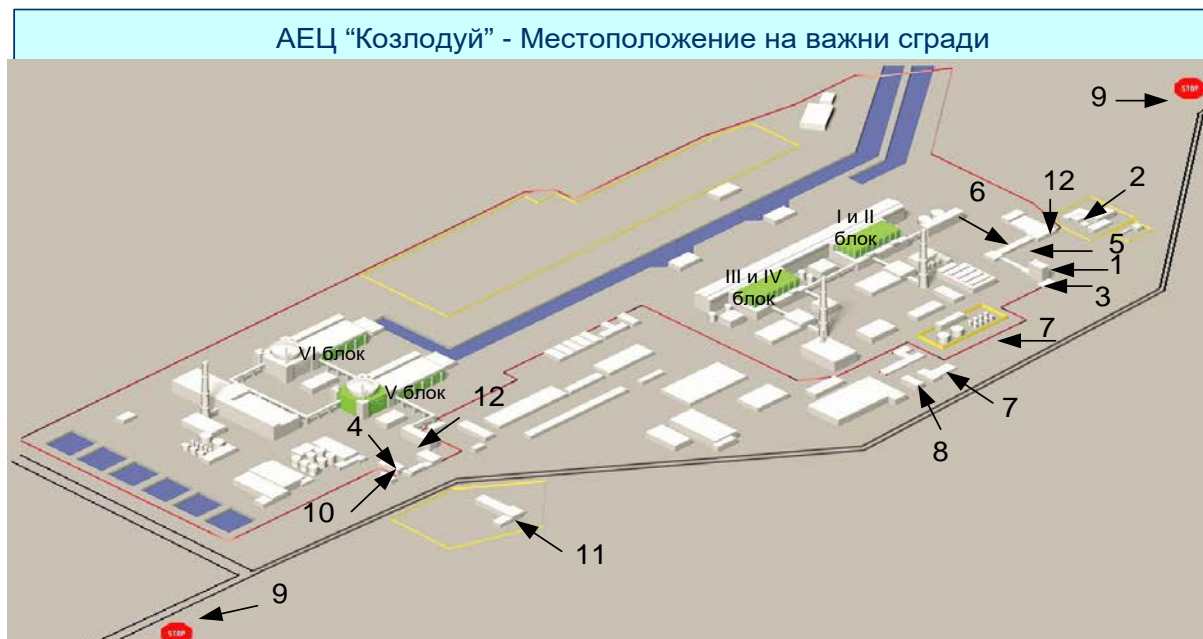 АЕЦ “Козлодуй” - Местоположение на важни сгради
9
STOP
12
2
6
I и II
блок
5
1
III и IV
блок
3
7
VI блок
V блок
12
7
4
8
10
11
9
STOP